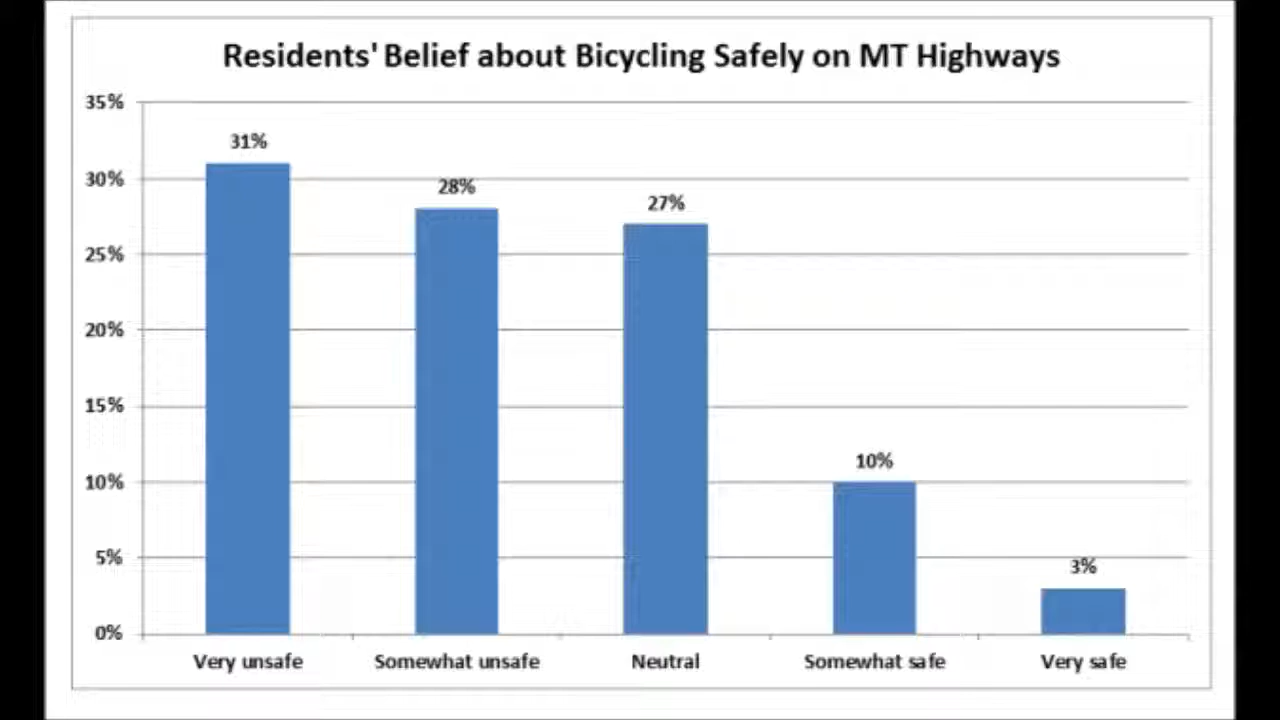 Residents' Belief about Bicycling Safely on MT Highways
35%
30%
25%
20%
15%
10%
5%
0%
31%
28%
27%
10%
3%
Very unsafe
Somewhat unsafe
Neutral
Somewhat safe
Very safe